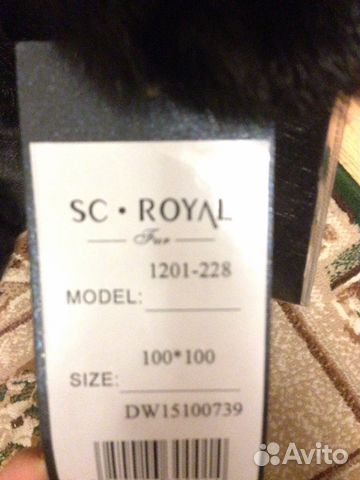 SC • ROYAL
Fur
1201-228
MODEL:
100*100
SIZE:
DW15100739
Avito